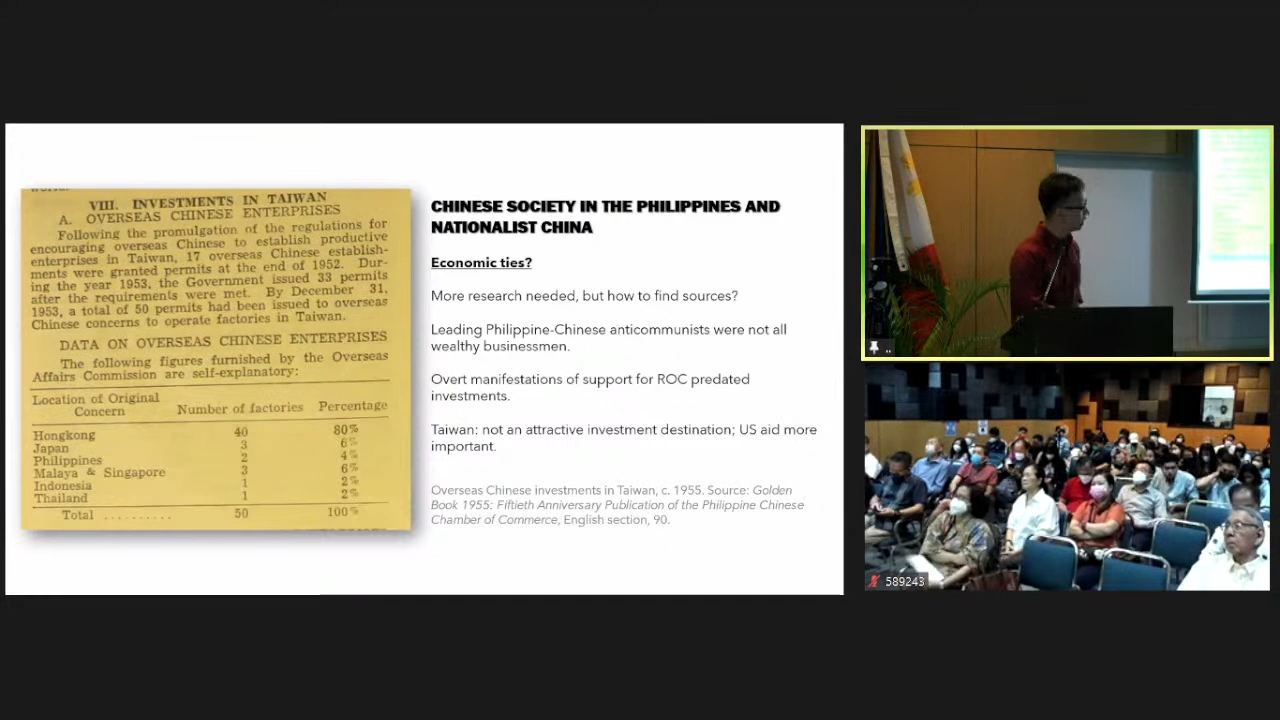 VIII. INVESTMENTS IN TAIWAN
A. OVERSEAS CHINESE ENTERPRISES
Following the promulgation of the regulations for
encouraging overseas Chinese to establish productive
enterprises in Taiwan, 17 overseas Chinese establish-
ments were granted permits at the end of 1952. Dur-
ing the year 1953, the Government issued 33 permits
after the requirements were met. By December 31,
1953, a total of 50 permits had been issued to overseas
Chinese concerns to operate factories in Taiwan.
DATA ON OVERSEAS CHINESE ENTERPRISES
The following figures furnished by the Overseas
Affairs Commission are self-explanatory:
Location of Original
Concern Number of factories Percentage
Hongkong 40 80%
Japan 3 6%
Philippines 2 4%
Malaya & Singapore 3 6%
Indonesia 1 2%
Thailand 1 2%
Total .......... 50 100%
CHINESE SOCIETY IN THE PHILIPPINES AND
NATIONALIST CHINA
Economic ties?
More research needed, but how to find sources?
Leading Philippine-Chinese anticommunists were not all
wealthy businessmen.
Overt manifestations of support for ROC predated
investments.
Taiwan: not an attractive investment destination; US aid more
important.
Overseas Chinese investments in Taiwan, c. 1955. Source: Golden
Book 1955: Fiftieth Anniversary Publication of the Philippine Chinese
Chamber of Commerce, English section, 90.
..
589243